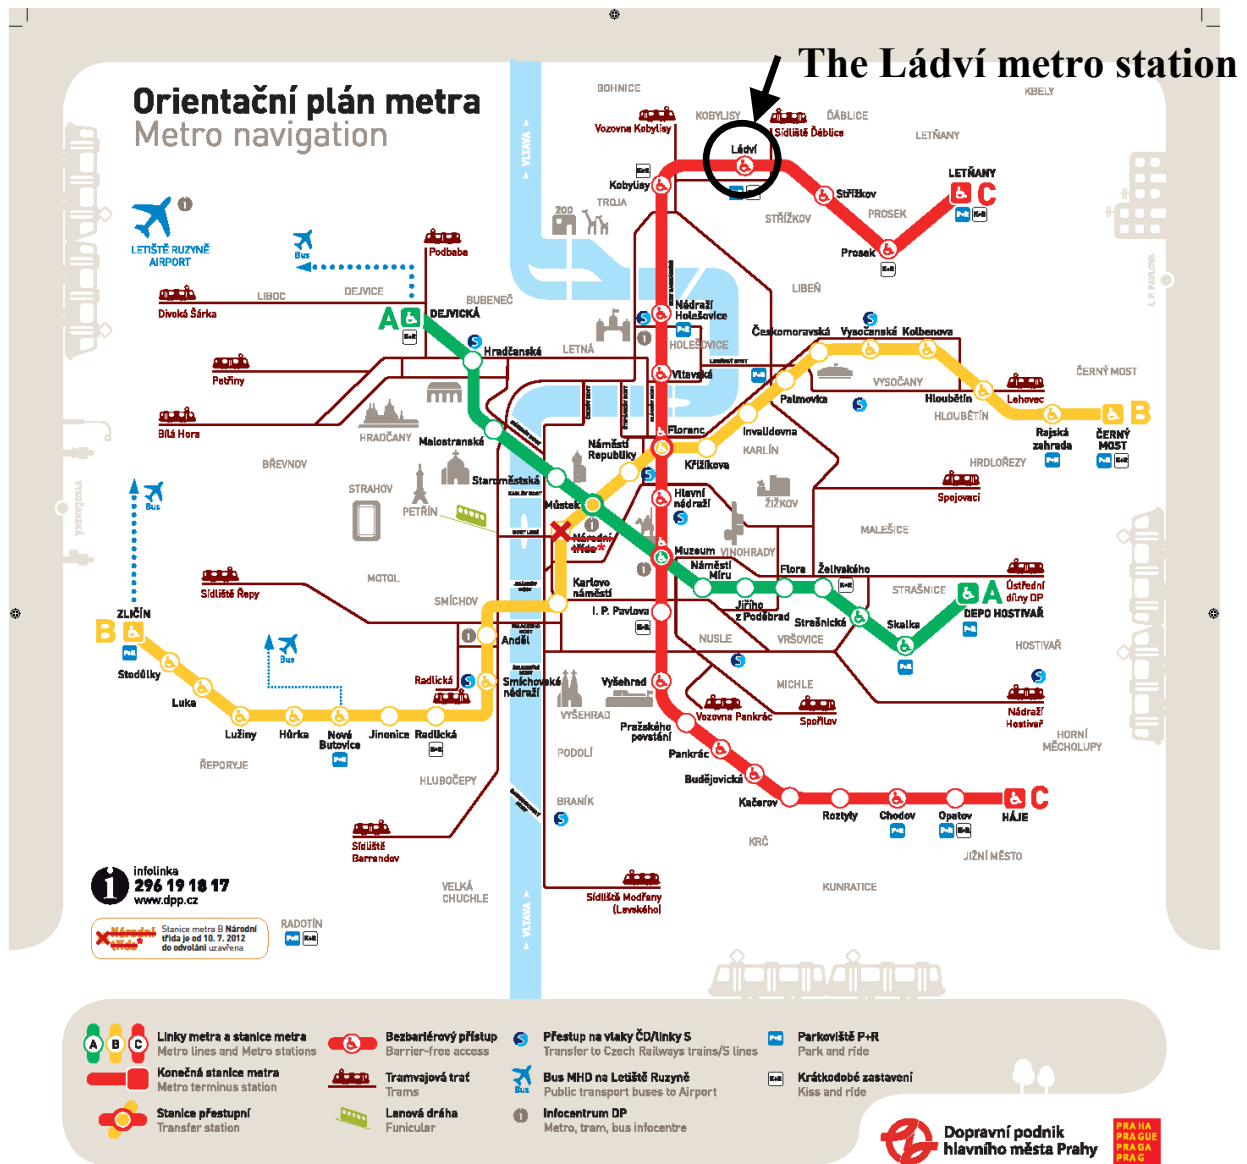 The Ládví metro station
Orientační plán metra
Metro navigation
BOHNICE
KOBYLISY
ĎÁBLICE
KBELY
LETŇANY
Vozovna Kobylisy
Sídliště Ďáblice
Ládví
Kobylisy
K+R
TROJA
Střížkov
STŘÍŽKOV
PROSEK
Prosek
K+R
LETŇANY
C
P+R K+R
VLTAVA
ZOO
LETIŠTĚ RUZYNĚ
AIRPORT
Bus
Podbaba
DEJVICE
LIBOC
BUBENEČ
Divoká Šárka
A
DEJVICKÁ
K+R
Hradčanská
LETNÁ
Nádraží
Holešovice
P+R
HOLEŠOVICE
LIBEŇ
Vltavská
Českomoravská
Vysočanská
Kolbenova
VYSOČANY
Palmovka
P+R
Hloubětín
HLOUBĚTÍN
Lehovec
ČERNÝ MOST
Rajská
zahrada
P+R
ČERNÝ
MOST
B
P+R K+R
HRDLOŘEZY
Petřiny
Bílá Hora
HRADČANY
Malostranské
BŘEVNOV
Staroměstská
STRAHOV
PETŘÍN
Můstek
Náměstí
Republiky
Florenc
Křižíkova
Invalidovna
KARLÍN
Hlavní
nádraží
ŽIŽKOV
Spojovací
MALEŠICE
I. P. PAVLOVA
VYŠEHRAD
Bus
MOTOL
Národní
třída*
Muzeum
VINOHRADY
Náměstí
Míru
Jiřího
z Poděbrad
Flora
Želivského
K+R
STRAŠNICE
Strašnická
Skalka
P+R
A
DEPO HOSTIVAŘ
P+R
Ústřední
dílny DP
Sídliště Řepy
SMÍCHOV
Karlovo
náměstí
I. P. Pavlova
K+R
NUSLE
VRŠOVICE
HOSTIVAŘ
ZLIČÍN
B
P+R
Stodůlky
Luka
Lužiny
Hůrka
Nové
Butovice
P+R
Jinonice
Radlická
K+R
Bus
Anděl
Radlická
Smíchovské
nádraží
VYŠEHRAD
Vyšehrad
MICHLE
Vozovna Pankrác
Spořilov
Nádraží
Hostivař
HORNÍ
MĚCHOLUPY
ŘEPORYJE
HLUBOČEPY
PODOLÍ
Pražského
povstání
Pankrác
Budějovická
Kačerov
Roztyly
Chodov
P+R
Opatov
P+R K+R
HÁJE
C
BRANÍK
KRČ
JIŽNÍ MĚSTO
KUNRATICE
Sídliště
Barrandov
VELKÁ
CHUCHLE
Sídliště Modřany
(Levského)
VLTAVA
infolinka
296 19 18 17
www.dpp.cz
Národní
třída*
Stanice metra B Národní
třída je od 10. 7. 2012
do odvolání uzavřena
RADOTÍN
P+R K+R
A B C
Linky metra a stanice metra
Metro lines and Metro stations
Konečná stanice metra
Metro terminus station
Stanice přestupní
Transfer station
Bezbariérový přístup
Barrier-free access
Tramvajová trať
Trams
Lanová dráha
Funicular
Přestup na vlaky ČD/linky S
Transfer to Czech Railways trains/S lines
Bus
Bus MHD na Letiště Ruzyně
Public transport buses to Airport
Infocentrum DP
Metro, tram, bus infocentre
P+R
Parkoviště P+R
Park and ride
K+R
Krátkodobé zastavení
Kiss and ride
Dopravní podnik
hlavního města Prahy
PRAHA
PRAGUE
PRAGA
PRAG